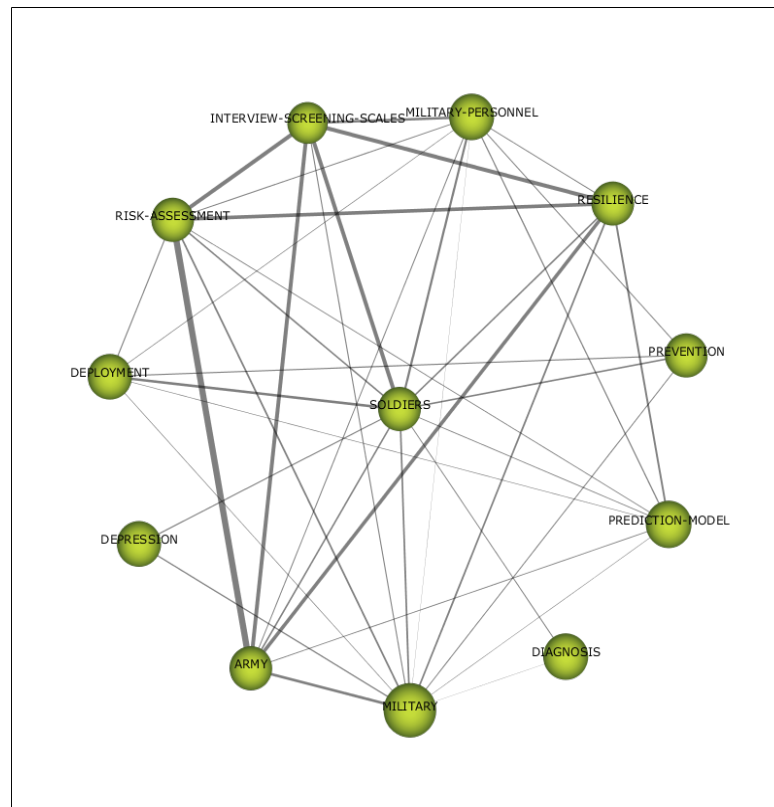 MILITARY-PERSONNEL
INTERVIEW-SCREENING-SCALES
RESILIENCE
RISK-ASSESSMENT
PREVENTION
DEPLOYMENT
SOLDIERS
PREDICTION-MODEL
DEPRESSION
DIAGNOSIS
ARMY
MILITARY